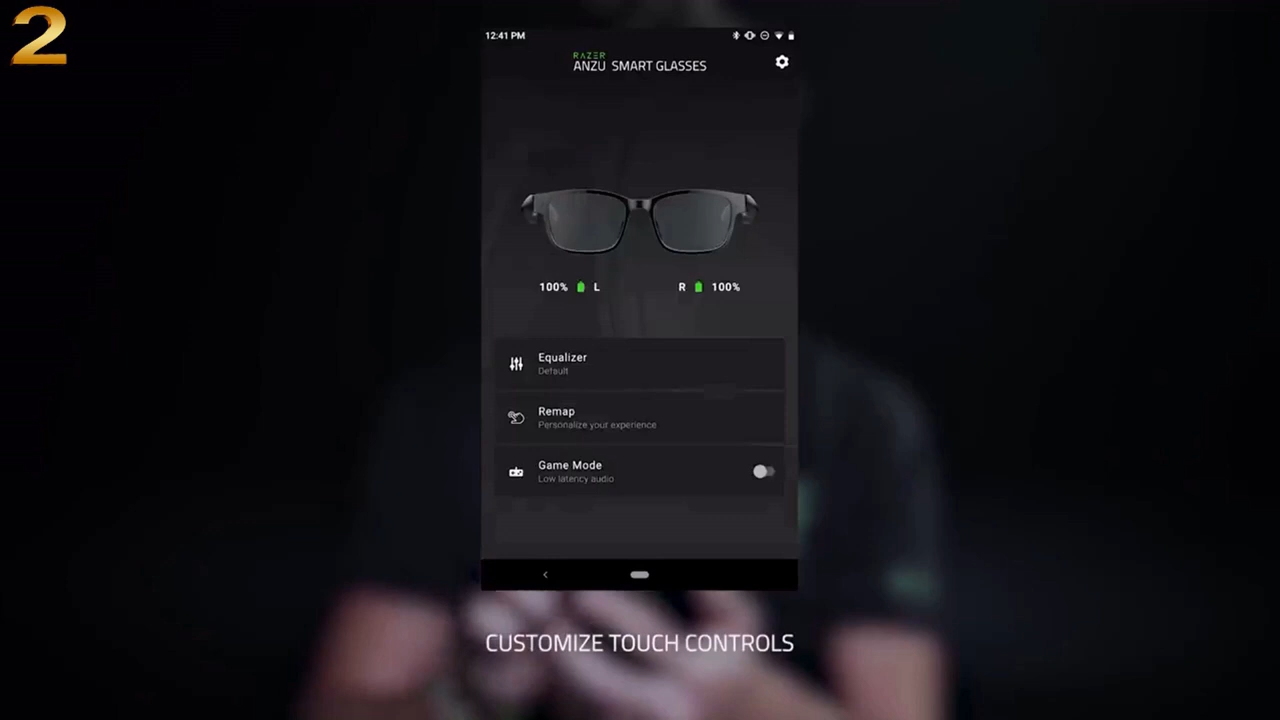 2
12:41 PM
RAZER
ANZU SMART GLASSES
100% L
R 100%
Equalizer
Default
Remap
Personalize your experience
Game Mode
Low latency audio
CUSTOMIZE TOUCH CONTROLS